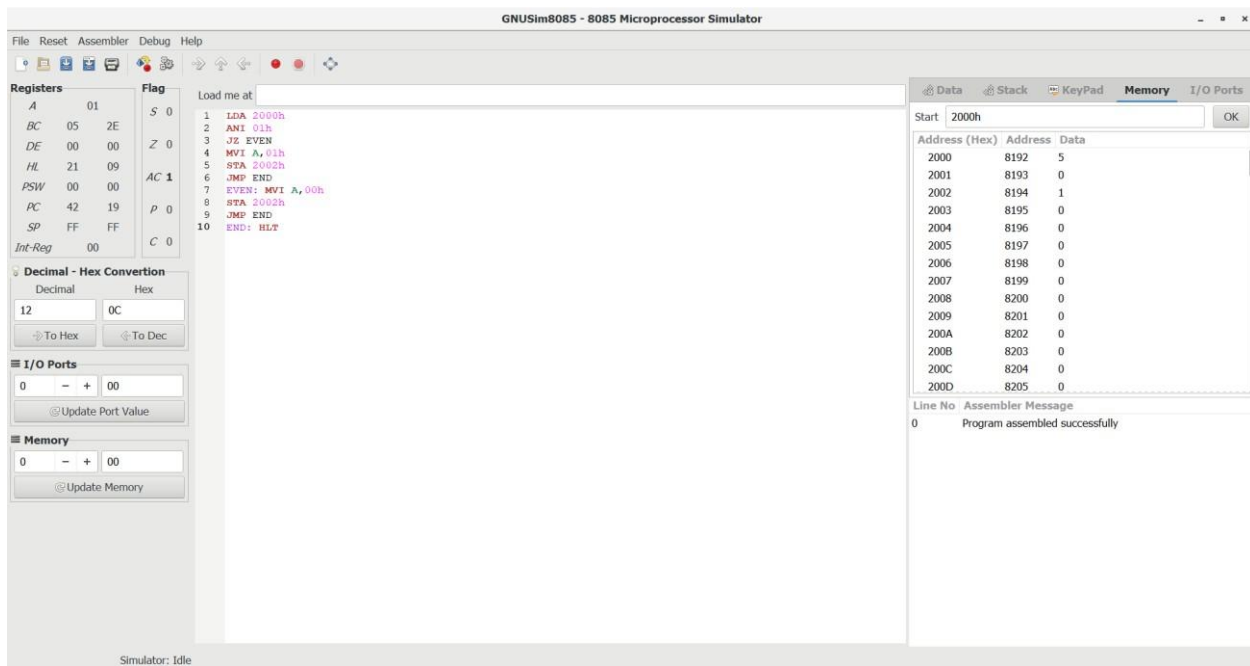 GNUSim8085 - 8085 Microprocessor Simulator
File Reset Assembler Debug Help
Registers
A 01
BC 05 2E
DE 00 00
HL 21 09
PSW 00 00
PC 42 19
SP FF FF
Int-Reg 00
Flag
S 0
Z 0
AC 1
P 0
C 0
Decimal - Hex Convertion
Decimal Hex
12 0C
To Hex To Dec
I/O Ports
0 - + 00
Update Port Value
Memory
0 - + 00
Update Memory
Load me at
1 LDA 2000h
2 ANI 01h
3 JZ EVEN
4 MVI A,01h
5 STA 2002h
6 JMP END
7 EVEN: MVI A,00h
8 STA 2002h
9 JMP END
10 END: HLT
Data Stack KeyPad Memory I/O Ports
Start 2000h OK
Address (Hex) Address Data
2000 8192 5
2001 8193 0
2002 8194 1
2003 8195 0
2004 8196 0
2005 8197 0
2006 8198 0
2007 8199 0
2008 8200 0
2009 8201 0
200A 8202 0
200B 8203 0
200C 8204 0
200D 8205 0
Line No Assembler Message
0 Program assembled successfully
Simulator: Idle